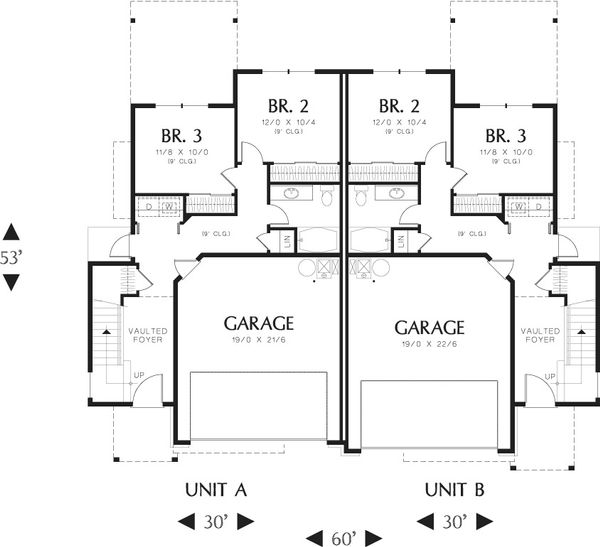 BR. 2
12/0 X 10/4
(9' CLG.)
BR. 2
12/0 X 10/4
(9' CLG.)
BR. 3
11/8 X 10/0
(9' CLG.)
BR. 3
11/8 X 10/0
(9' CLG.)
D W
W D
(9' CLG.)
(9' CLG.)
LIN
LIN
53'
GARAGE
19/0 X 21/6
GARAGE
19/0 X 22/6
VAULTED
FOYER
VAULTED
FOYER
UP
UP
UNIT A
UNIT B
30'
30'
60'